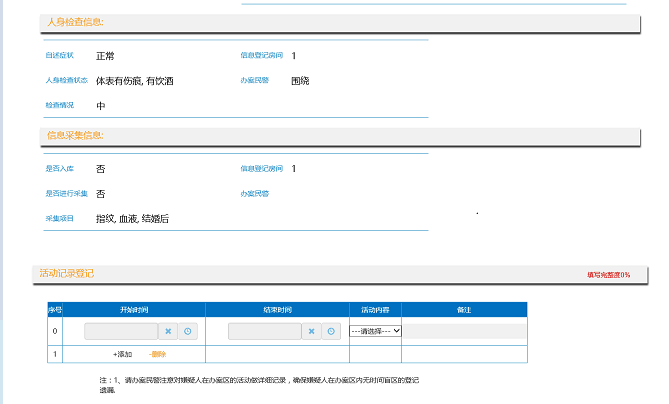 人身检查信息:
自述症状 正常 信息登记房间 1
人身检查状态 体表有伤痕, 有饮酒 办案民警 围绕
检查情况 中
信息采集信息:
是否入库 否 信息登记房间 1
是否进行采集 否 办案民警
采集项目 指纹, 血液, 结婚后
活动记录登记 填写完整度0%
序号 开始时间 结束时间 活动内容 备注
0 ---请选择---
1 +添加 -删除
注：1、请办案民警注意对嫌疑人在办案区的活动做详细记录，确保嫌疑人在办案区内无时间盲区的登记
遗漏.